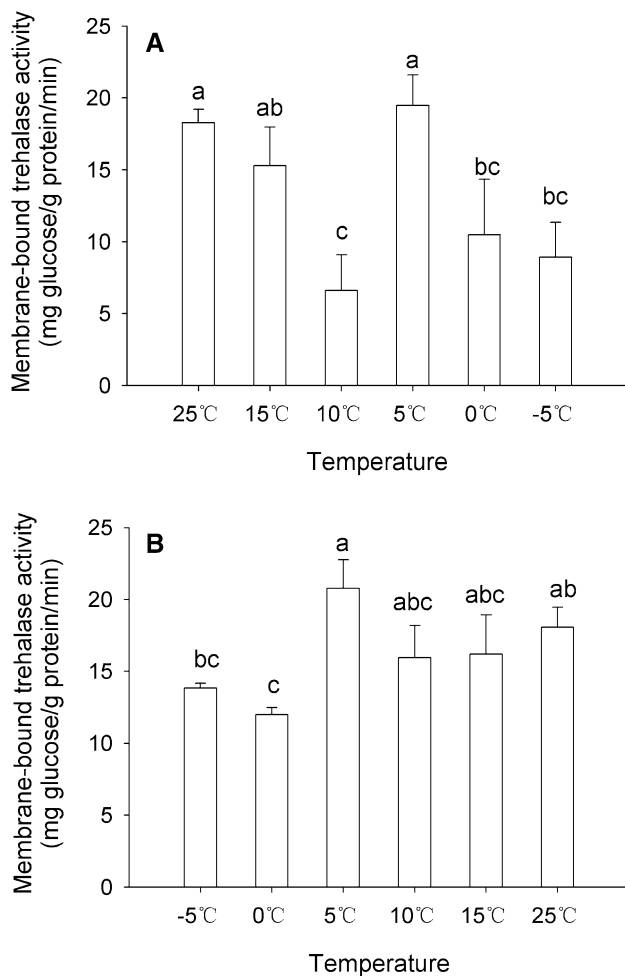 A
Membrane-bound trehalase activity
(mg glucose/g protein/min)
25
20
15
10
5
0
a
ab
c
a
bc
bc
25℃ 15℃ 10℃ 5℃ 0℃ -5℃
Temperature
B
Membrane-bound trehalase activity
(mg glucose/g protein/min)
25
20
15
10
5
0
bc
c
a
abc
abc
ab
-5℃ 0℃ 5℃ 10℃ 15℃ 25℃
Temperature